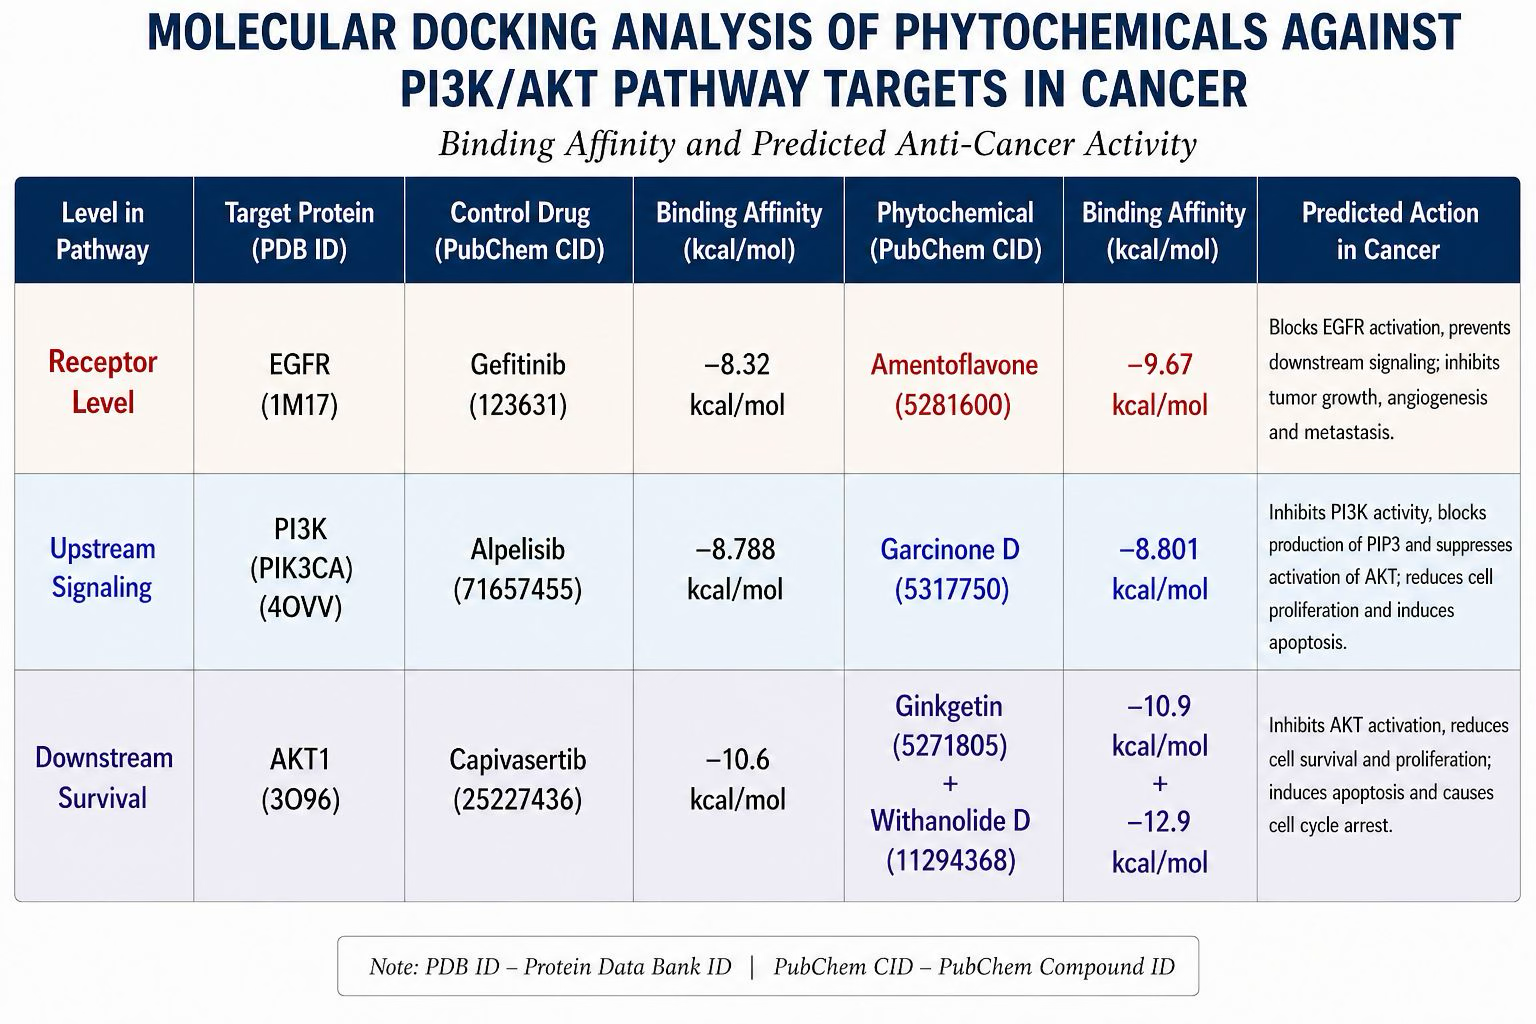 MOLECULAR DOCKING ANALYSIS OF PHYTOCHEMICALS AGAINST
PI3K/AKT PATHWAY TARGETS IN CANCER
Binding Affinity and Predicted Anti-Cancer Activity
Level in
Pathway
Target Protein
(PDB ID)
Control Drug
(PubChem CID)
Binding Affinity
(kcal/mol)
Phytochemical
(PubChem CID)
Binding Affinity
(kcal/mol)
Predicted Action
in Cancer
Receptor
Level
EGFR
(1M17)
Gefitinib
(123631)
−8.32
kcal/mol
Amentoflavone
(5281600)
−9.67
kcal/mol
Blocks EGFR activation, prevents
downstream signaling; inhibits
tumor growth, angiogenesis
and metastasis.
Upstream
Signaling
PI3K
(PIK3CA)
(4OVV)
Alpelisib
(71657455)
−8.788
kcal/mol
Garcinone D
(5317750)
−8.801
kcal/mol
Inhibits PI3K activity, blocks
production of PIP3 and suppresses
activation of AKT; reduces cell
proliferation and induces
apoptosis.
Downstream
Survival
AKT1
(3O96)
Capivasertib
(25227436)
−10.6
kcal/mol
Ginkgetin
(5271805)
+
Withanolide D
(11294368)
−10.9
kcal/mol
+
−12.9
kcal/mol
Inhibits AKT activation, reduces
cell survival and proliferation;
induces apoptosis and causes
cell cycle arrest.
Note: PDB ID – Protein Data Bank ID | PubChem CID – PubChem Compound ID